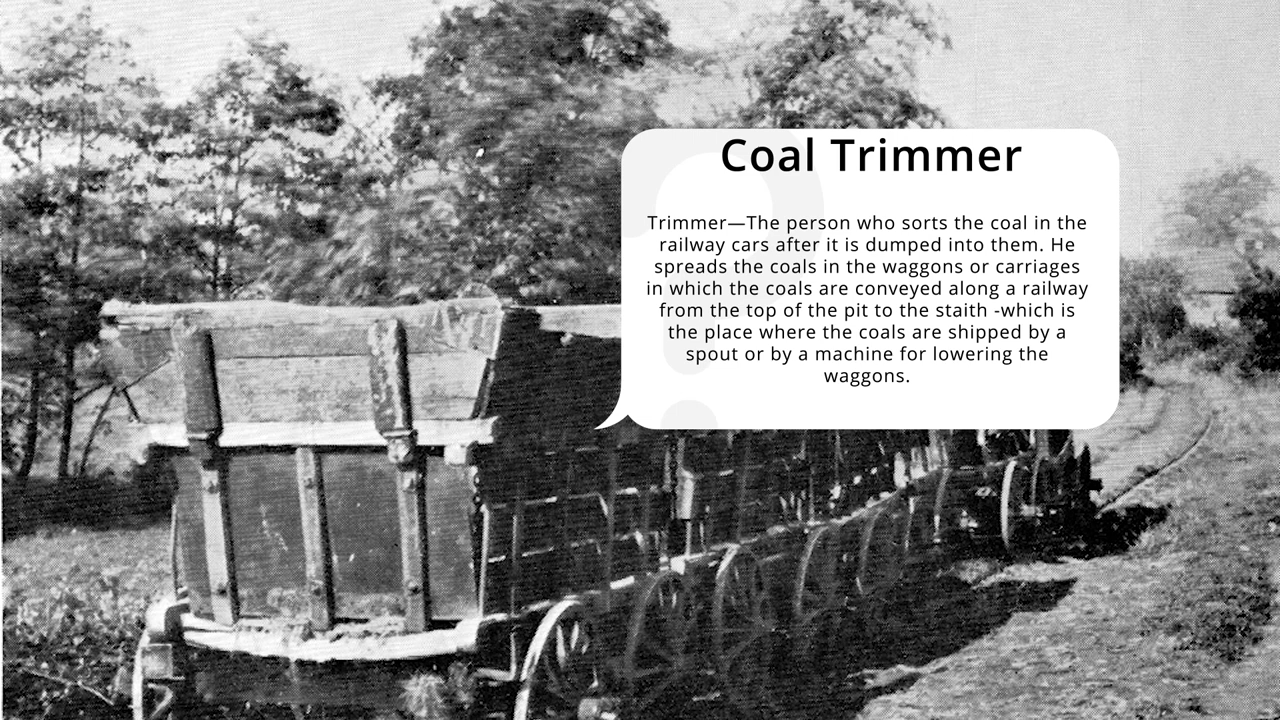 Coal Trimmer
Trimmer—The person who sorts the coal in the
railway cars after it is dumped into them. He
spreads the coals in the waggons or carriages
in which the coals are conveyed along a railway
from the top of the pit to the staith -which is
the place where the coals are shipped by a
spout or by a machine for lowering the
waggons.